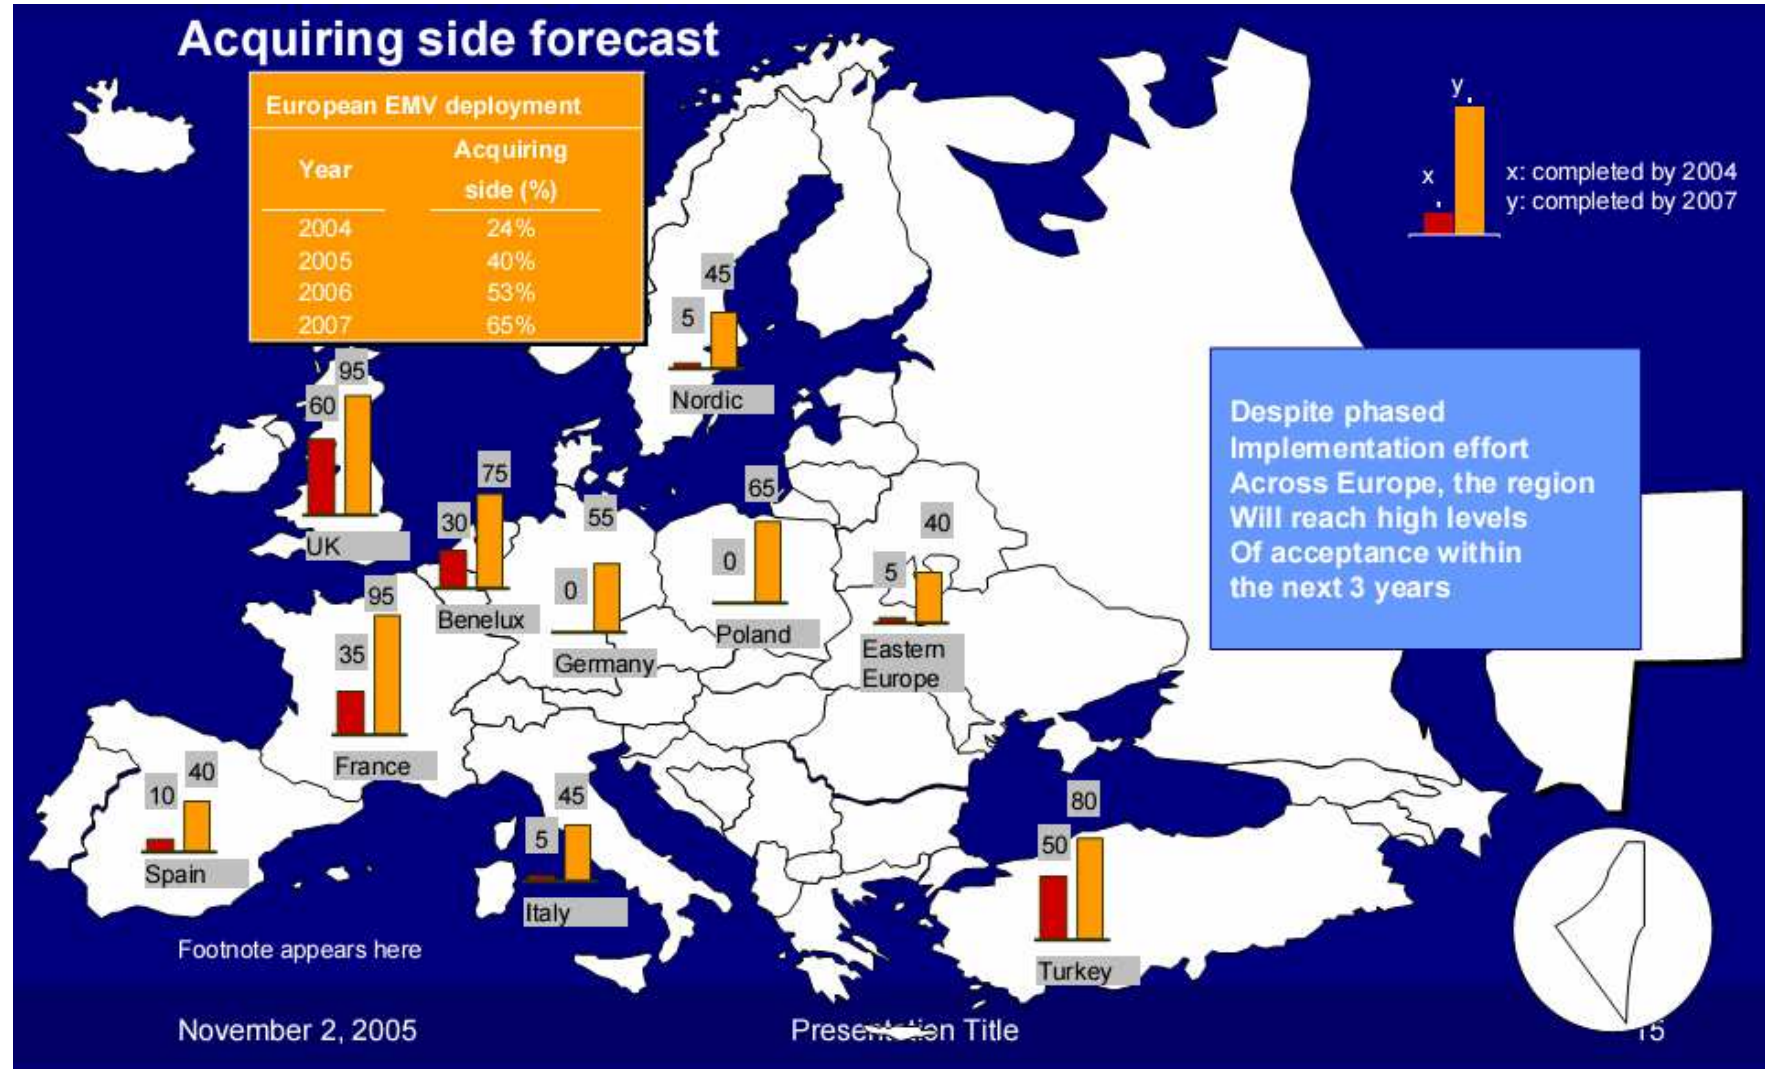 Acquiring side forecast
European EMV deployment
Year
Acquiring
side (%)
2004 24%
2005 40%
2006 53%
2007 65%
y
x
x: completed by 2004
y: completed by 2007
45
5
Nordic
95
60
UK
75
30
Benelux
55
0
Germany
65
0
Poland
40
5
Eastern
Europe
95
35
France
40
10
Spain
45
5
Italy
80
50
Turkey
Despite phased
Implementation effort
Across Europe, the region
Will reach high levels
Of acceptance within
the next 3 years
Footnote appears here
November 2, 2005
Presentation Title
15